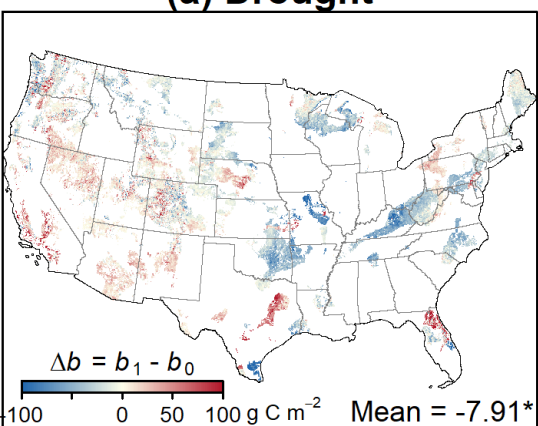 (a) Drought
Δb = b₁ - b₀
-100 0 50 100 g C m⁻²
Mean = -7.91*